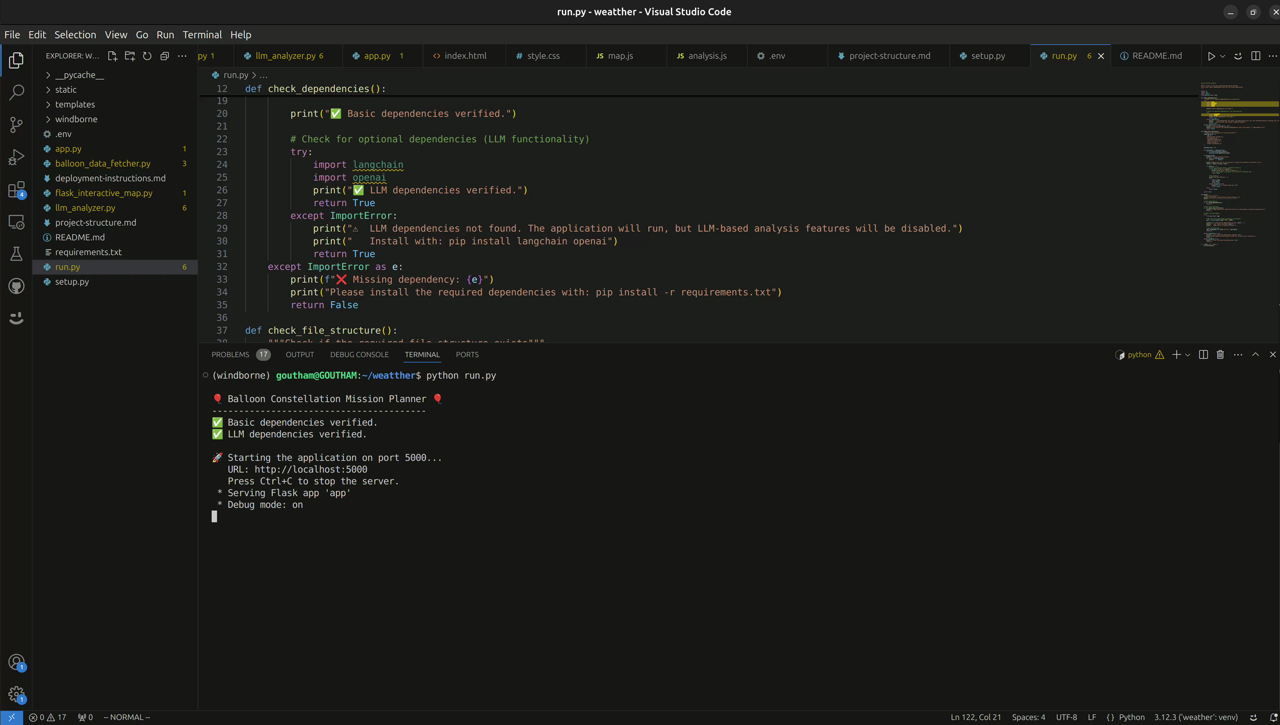 run.py - weatther - Visual Studio Code
File Edit Selection View Go Run Terminal Help
EXPLORER: W...
py 1
llm_analyzer.py 6
app.py 1
index.html
style.css
map.js
analysis.js
.env
project-structure.md
setup.py
run.py 6
README.md
__pycache__
static
templates
windborne
.env
app.py 1
balloon_data_fetcher.py 3
deployment-instructions.md
flask_interactive_map.py 1
llm_analyzer.py 6
project-structure.md
README.md
requirements.txt
run.py 6
setup.py
4
1
1
run.py > ...
12 def check_dependencies():
19
20 print("✅ Basic dependencies verified.")
21
22 # Check for optional dependencies (LLM functionality)
23 try:
24 import langchain
25 import openai
26 print("✅ LLM dependencies verified.")
27 return True
28 except ImportError:
29 print("⚠ LLM dependencies not found. The application will run, but LLM-based analysis features will be disabled.")
30 print("   Install with: pip install langchain openai")
31 return True
32 except ImportError as e:
33 print(f"❌ Missing dependency: {e}")
34 print("Please install the required dependencies with: pip install -r requirements.txt")
35 return False
36
37 def check_file_structure():
"""Check if the required file structure exists"""
PROBLEMS 17 OUTPUT DEBUG CONSOLE TERMINAL PORTS
python
(windborne) goutham@GOUTHAM:~/weatther$ python run.py
🎈 Balloon Constellation Mission Planner 🎈
----------------------------------------
✅ Basic dependencies verified.
✅ LLM dependencies verified.
🚀 Starting the application on port 5000...
URL: http://localhost:5000
Press Ctrl+C to stop the server.
* Serving Flask app 'app'
* Debug mode: on
0 17 0 -- NORMAL -- Ln 122, Col 21 Spaces: 4 UTF-8 LF {} Python 3.12.3 ('weather': venv)